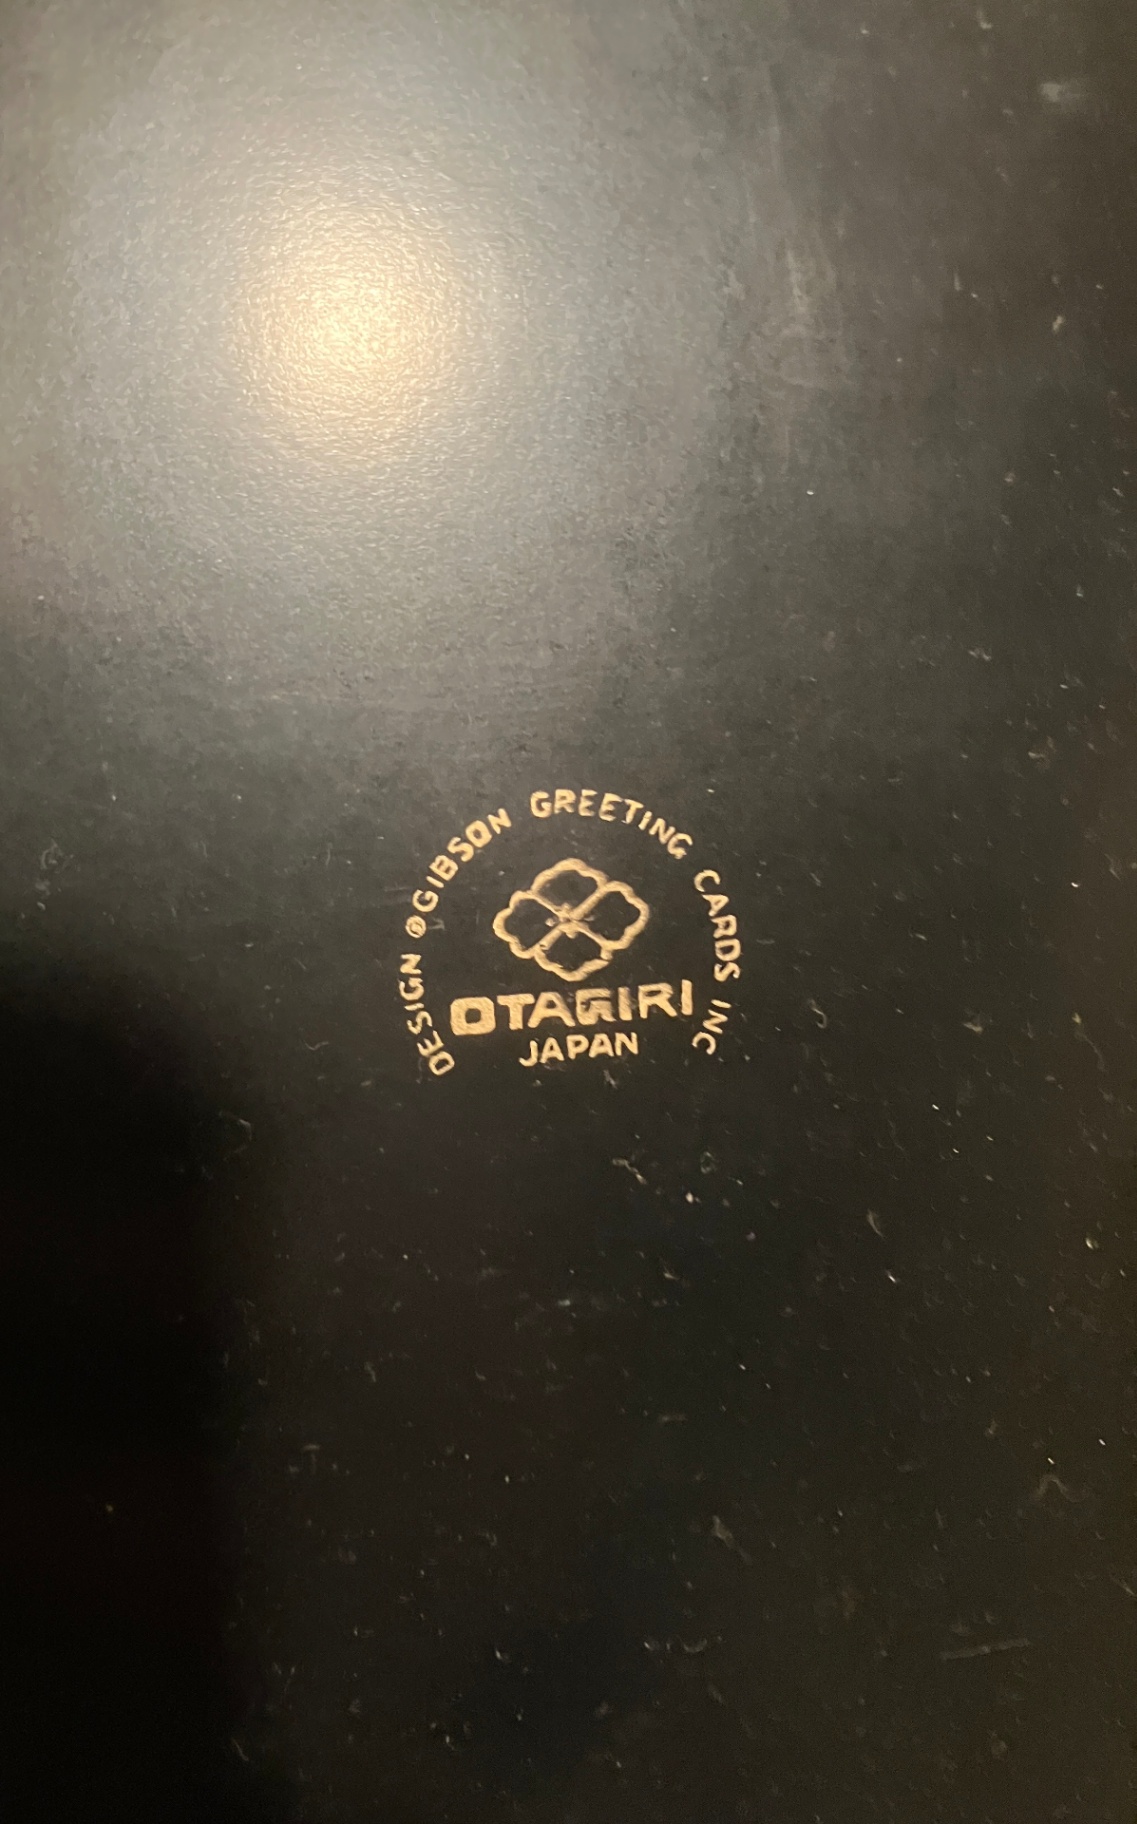 DESIGN ©GIBSON GREETING CARDS INC
OTAGIRI
JAPAN